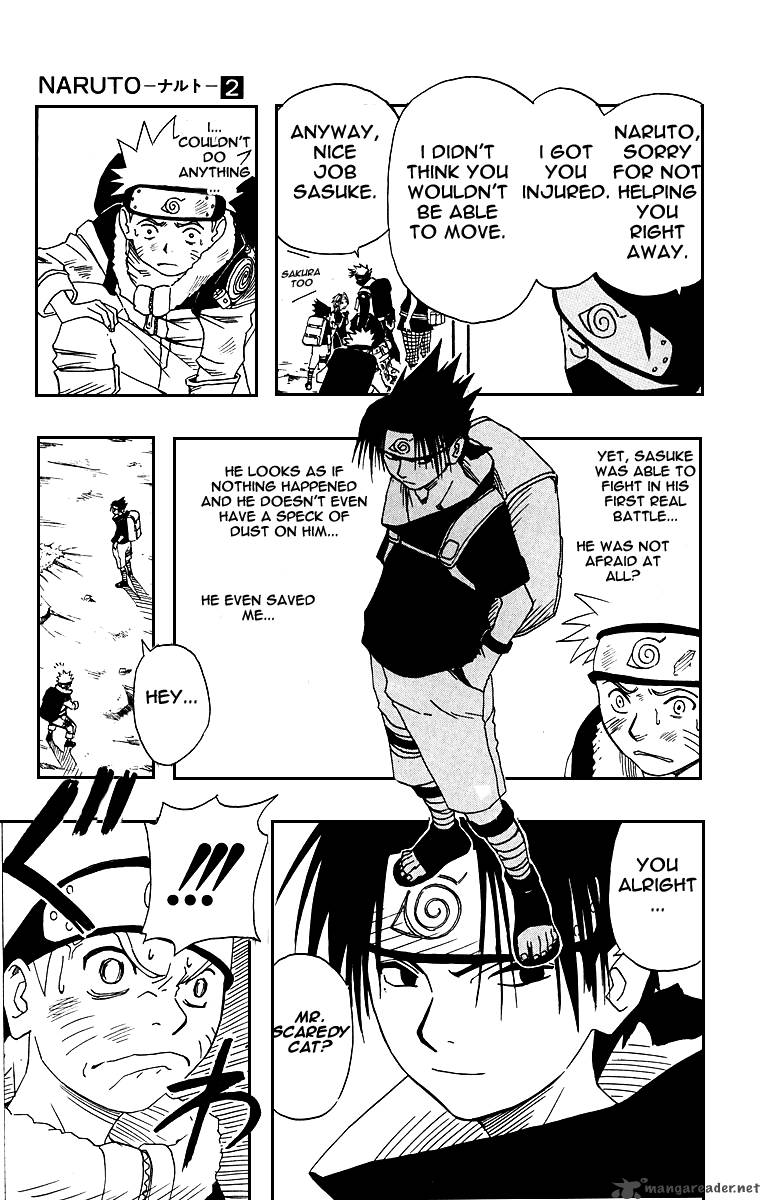 NARUTO—ナルト— 2
NARUTO,
SORRY
FOR NOT
HELPING
YOU
RIGHT
AWAY.
I GOT
YOU
INJURED.
I DIDN'T
THINK YOU
WOULDN'T
BE ABLE
TO MOVE.
ANYWAY,
NICE
JOB
SASUKE.
SAKURA
TOO
I...
COULDN'T
DO
ANYTHING
...
YET, SASUKE
WAS ABLE TO
FIGHT IN HIS
FIRST REAL
BATTLE...
HE WAS NOT
AFRAID AT
ALL?
HE LOOKS AS IF
NOTHING HAPPENED
AND HE DOESN'T EVEN
HAVE A SPECK OF
DUST ON HIM...
HE EVEN SAVED
ME...
HEY...
YOU
ALRIGHT
...
MR.
SCAREDY
CAT?
!!!
ぐ゛
わ
mangareader.net